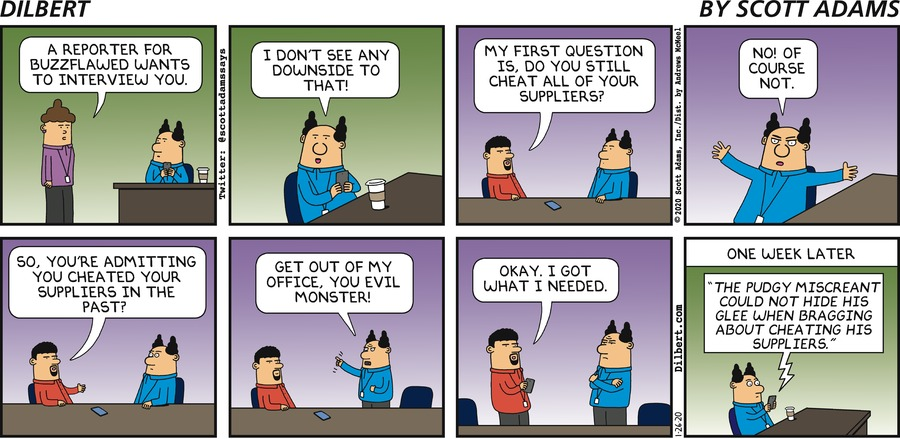 DILBERT
BY SCOTT ADAMS
A REPORTER FOR
BUZZFLAWED WANTS
TO INTERVIEW YOU.
Twitter: @scottadamssays
I DON'T SEE ANY
DOWNSIDE TO
THAT!
MY FIRST QUESTION
IS, DO YOU STILL
CHEAT ALL OF YOUR
SUPPLIERS?
©2020 Scott Adams, Inc./Dist. by Andrews McMeel
NO! OF
COURSE
NOT.
SO, YOU'RE ADMITTING
YOU CHEATED YOUR
SUPPLIERS IN THE
PAST?
GET OUT OF MY
OFFICE, YOU EVIL
MONSTER!
OKAY. I GOT
WHAT I NEEDED.
Dilbert.com
1-26-20
ONE WEEK LATER
"THE PUDGY MISCREANT
COULD NOT HIDE HIS
GLEE WHEN BRAGGING
ABOUT CHEATING HIS
SUPPLIERS."